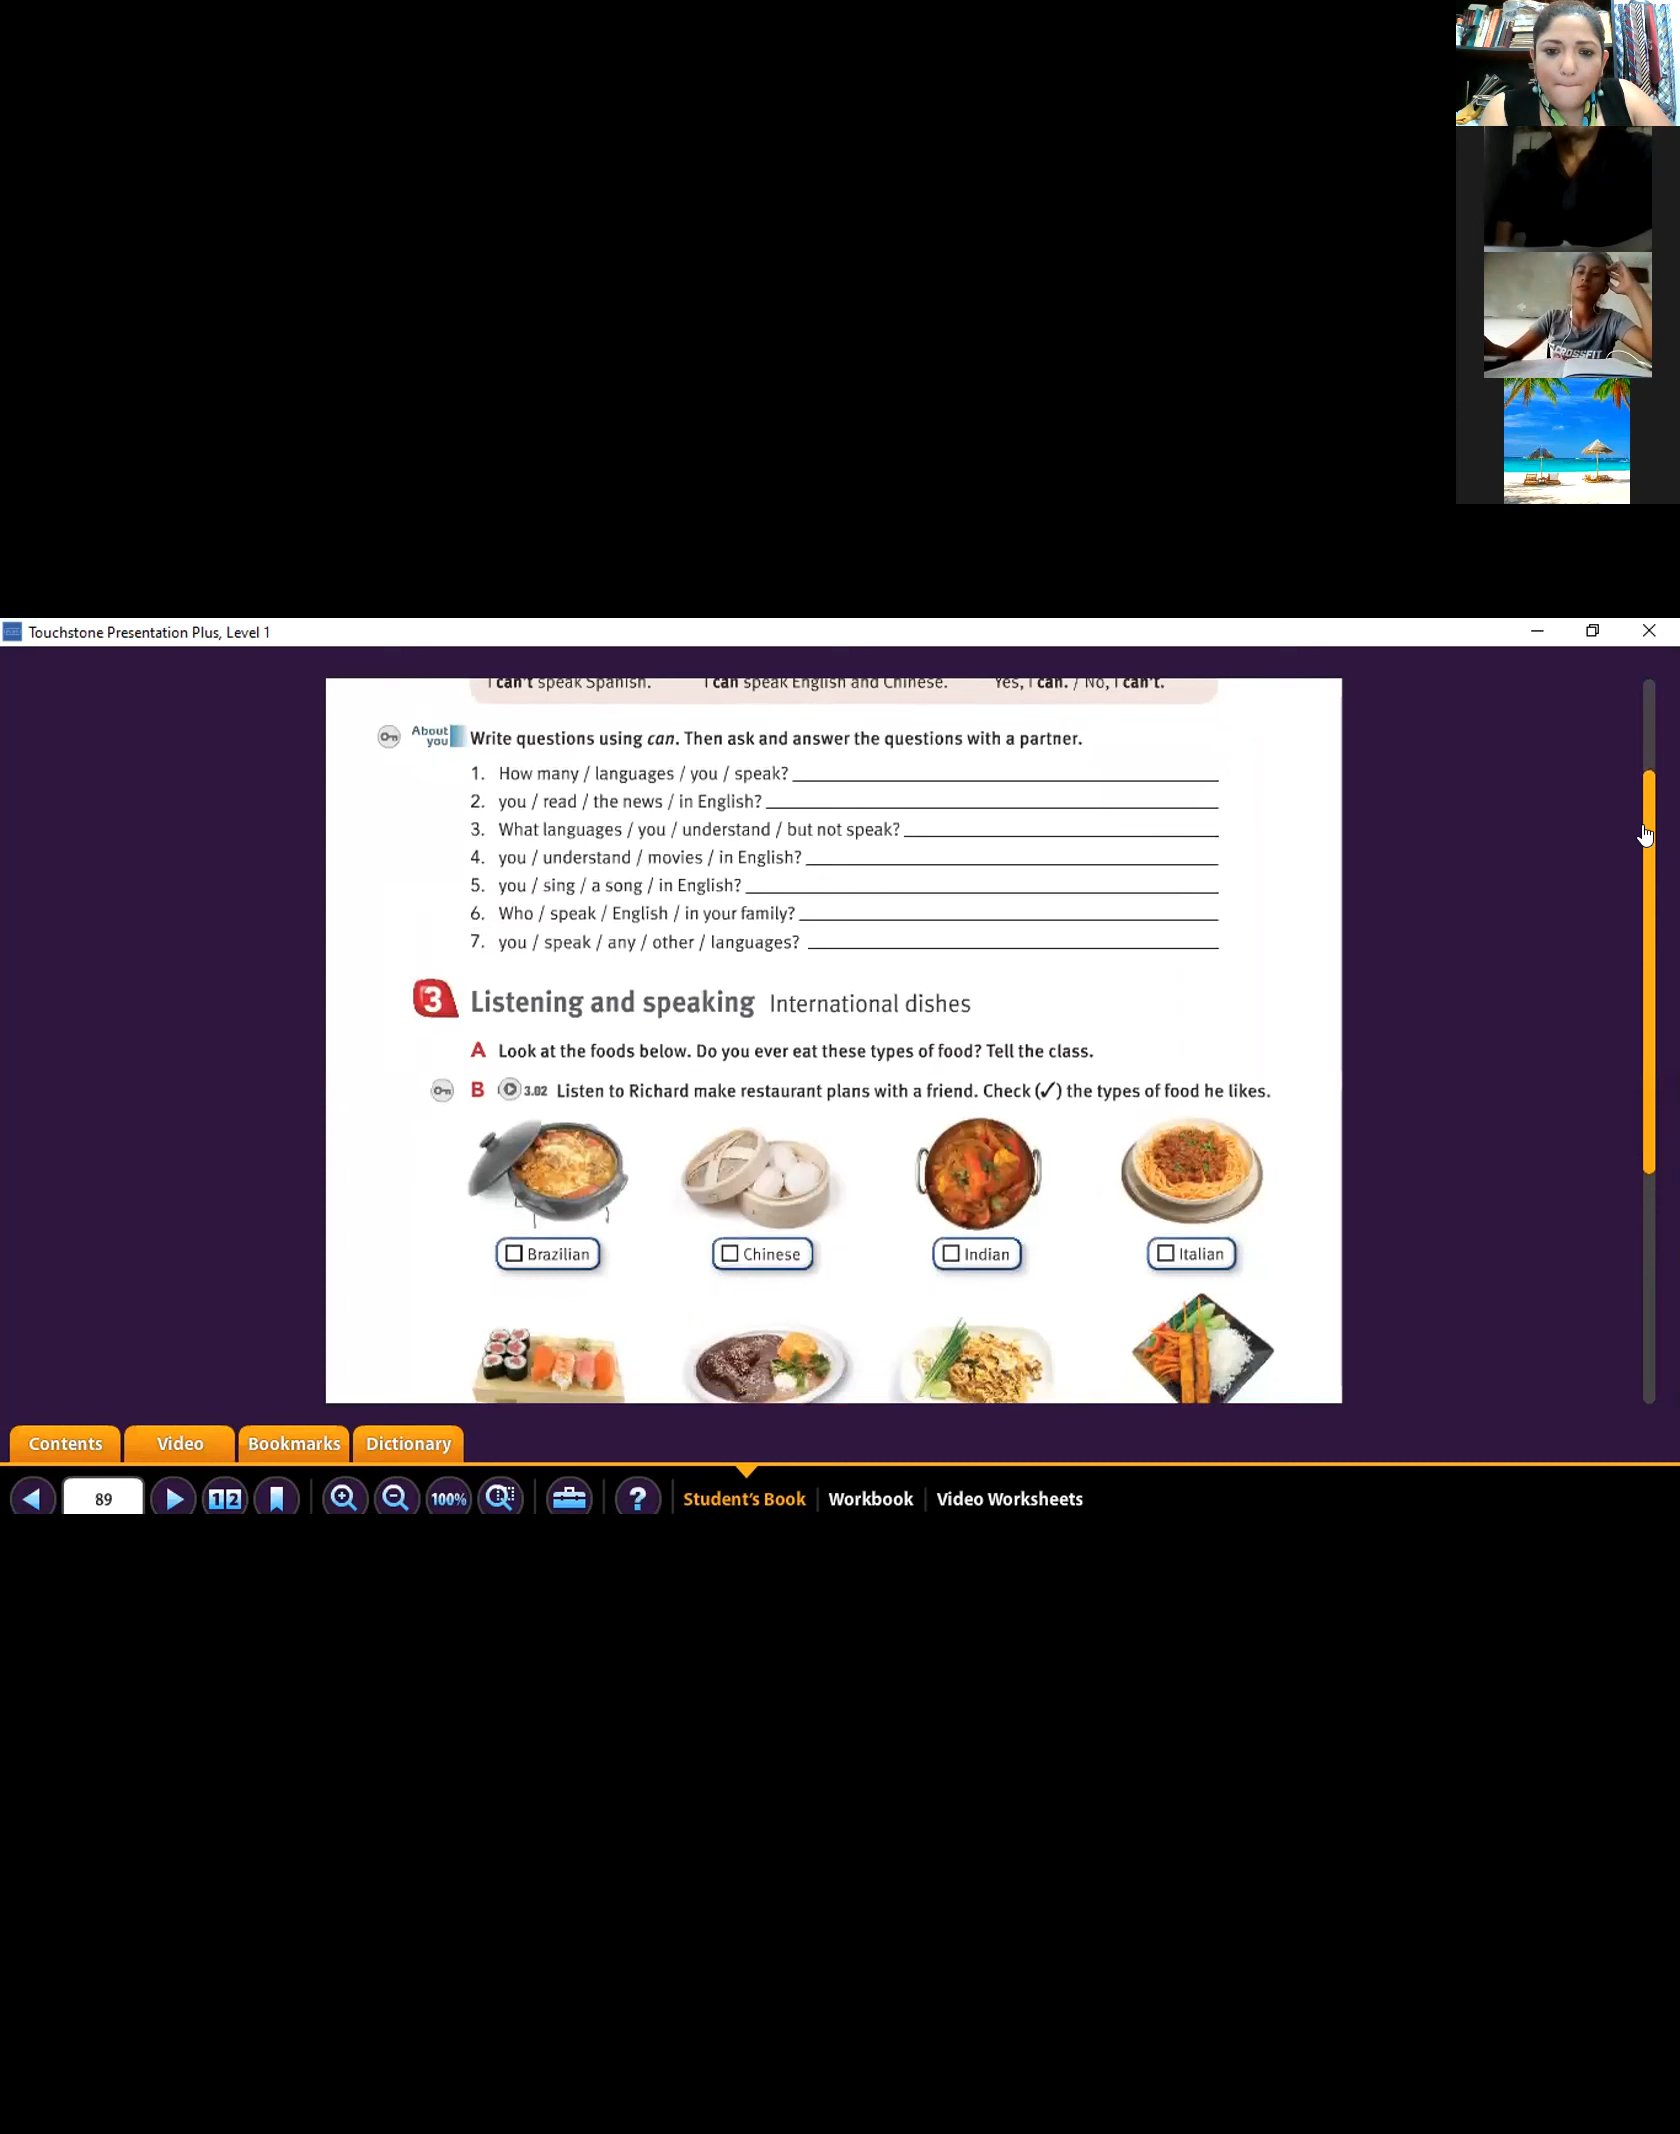 CROSSFIT
Touchstone Presentation Plus, Level 1
I can't speak Spanish. I can speak English and Chinese. Yes, I can. / No, I can't.
About you Write questions using can. Then ask and answer the questions with a partner.
1. How many / languages / you / speak?
2. you / read / the news / in English?
3. What languages / you / understand / but not speak?
4. you / understand / movies / in English?
5. you / sing / a song / in English?
6. Who / speak / English / in your family?
7. you / speak / any / other / languages?
3 Listening and speaking International dishes
A Look at the foods below. Do you ever eat these types of food? Tell the class.
B 3.02 Listen to Richard make restaurant plans with a friend. Check (✓) the types of food he likes.
Brazilian Chinese Indian Italian
Contents Video Bookmarks Dictionary
89 1 2 100% ? Student's Book Workbook Video Worksheets